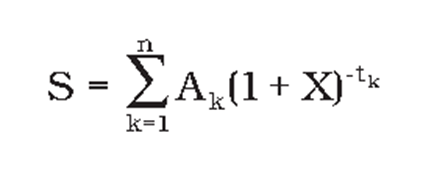 n
S = ∑ A_k (1 + X)^{-t_k}
k=1